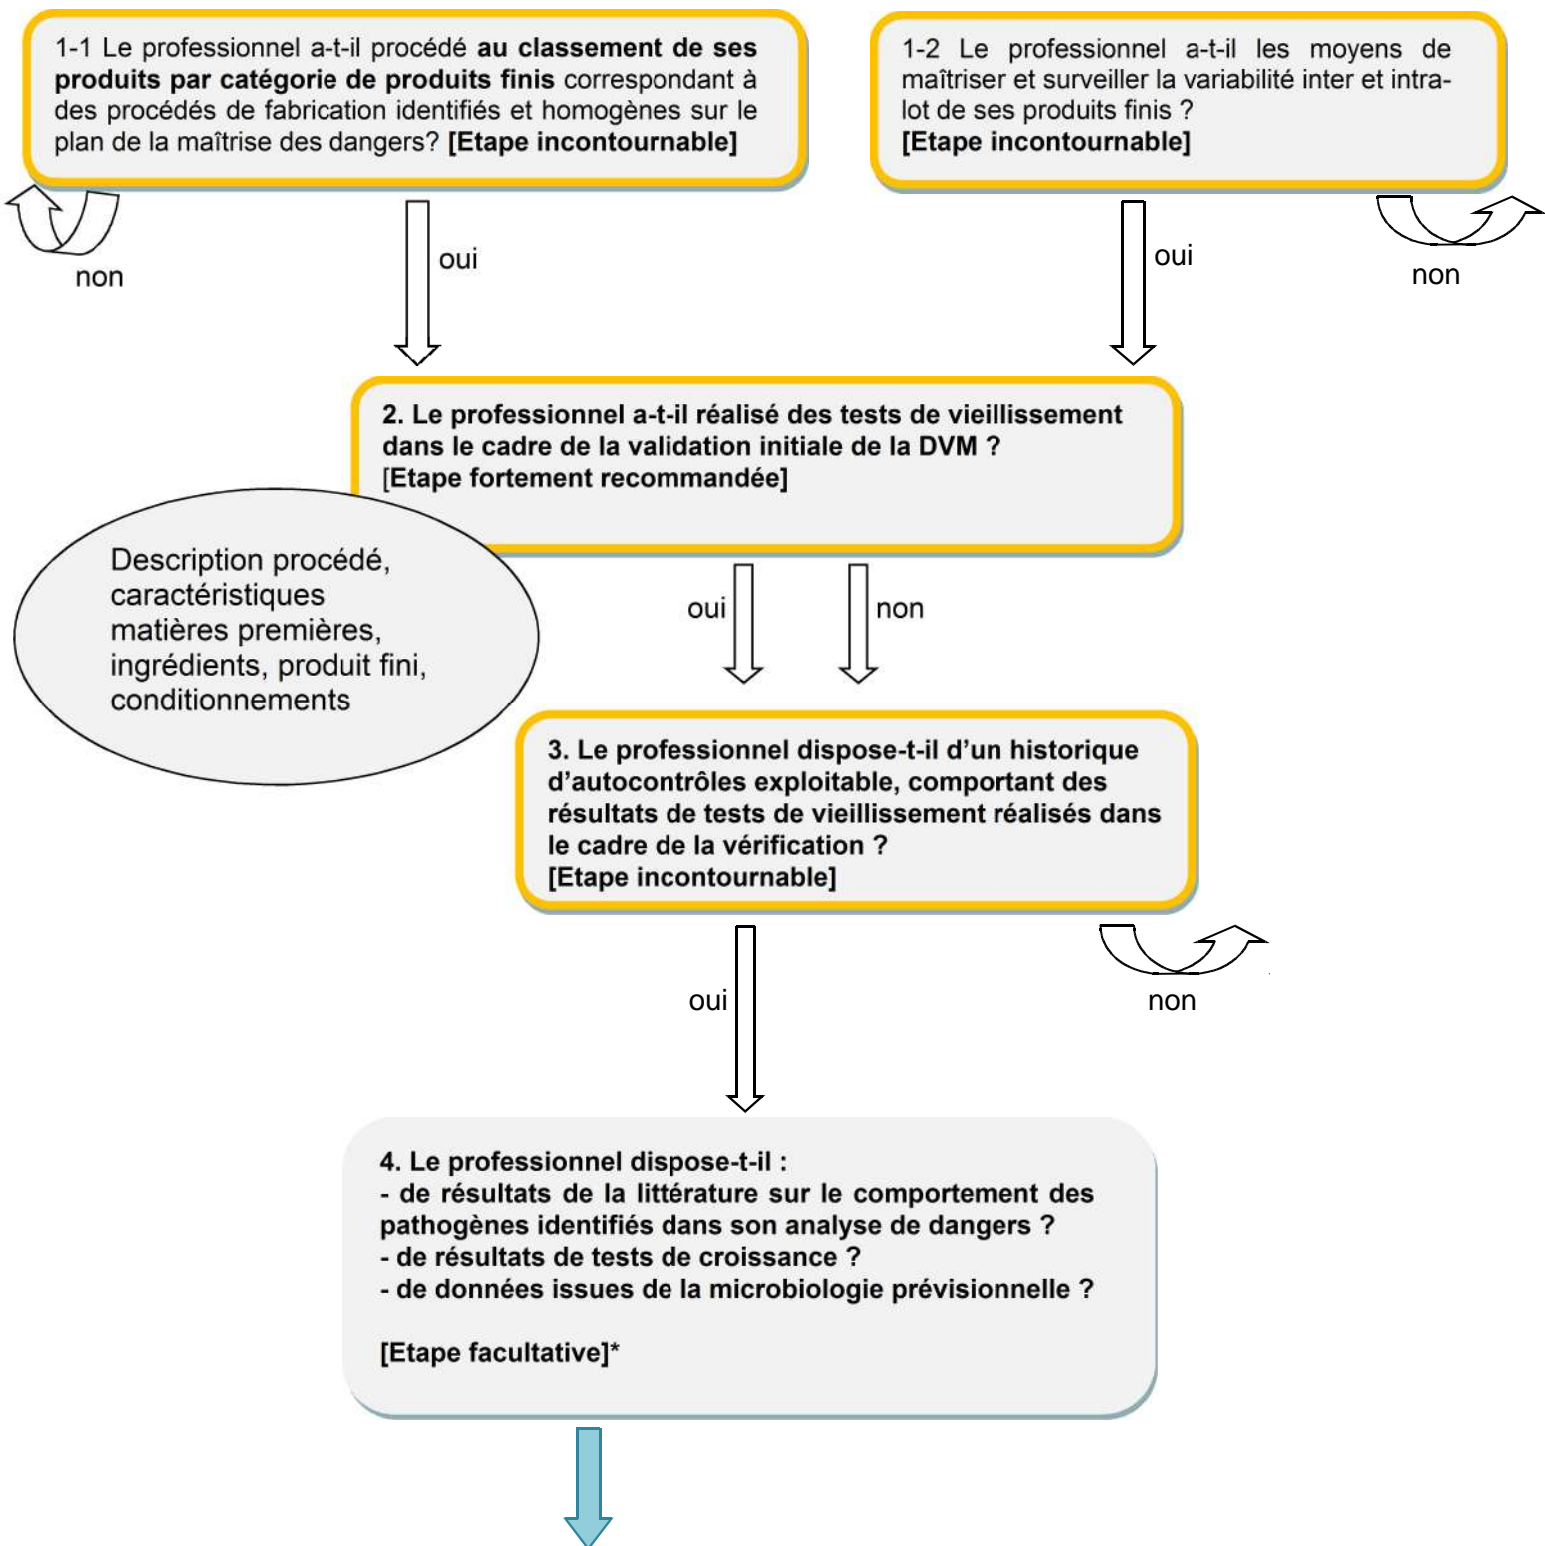 1-1 Le professionnel a-t-il procédé au classement de ses
produits par catégorie de produits finis correspondant à
des procédés de fabrication identifiés et homogènes sur le
plan de la maîtrise des dangers? [Etape incontournable]
1-2 Le professionnel a-t-il les moyens de
maîtriser et surveiller la variabilité inter et intra-
lot de ses produits finis ?
[Etape incontournable]
non
oui
oui
non
2. Le professionnel a-t-il réalisé des tests de vieillissement
dans le cadre de la validation initiale de la DVM ?
[Etape fortement recommandée]
Description procédé,
caractéristiques
matières premières,
ingrédients, produit fini,
conditionnements
oui
non
3. Le professionnel dispose-t-il d’un historique
d’autocontrôles exploitable, comportant des
résultats de tests de vieillissement réalisés dans
le cadre de la vérification ?
[Etape incontournable]
oui
non
4. Le professionnel dispose-t-il :
- de résultats de la littérature sur le comportement des
pathogènes identifiés dans son analyse de dangers ?
- de résultats de tests de croissance ?
- de données issues de la microbiologie prévisionnelle ?
[Etape facultative]*